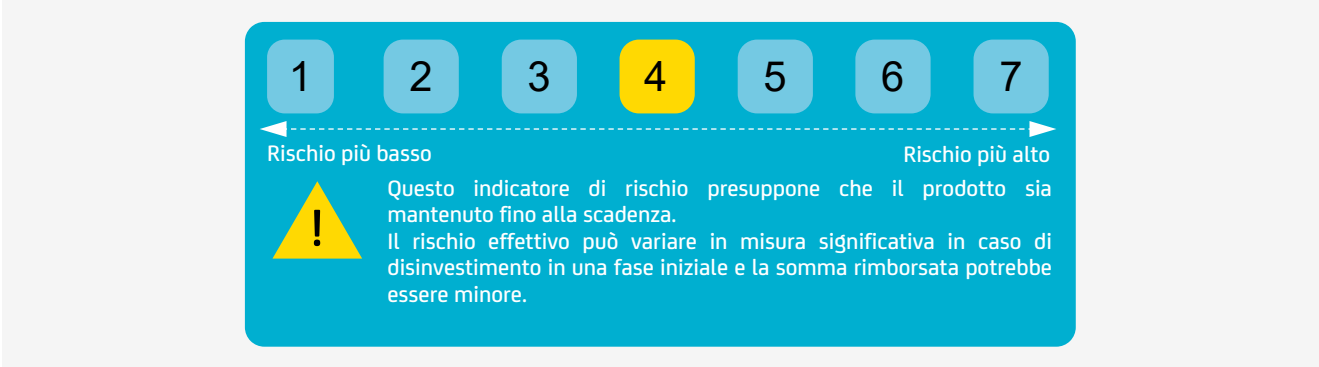 1 2 3 4 5 6 7
Rischio più basso Rischio più alto
Questo indicatore di rischio presuppone che il prodotto sia
mantenuto fino alla scadenza.
Il rischio effettivo può variare in misura significativa in caso di
disinvestimento in una fase iniziale e la somma rimborsata potrebbe
essere minore.
!